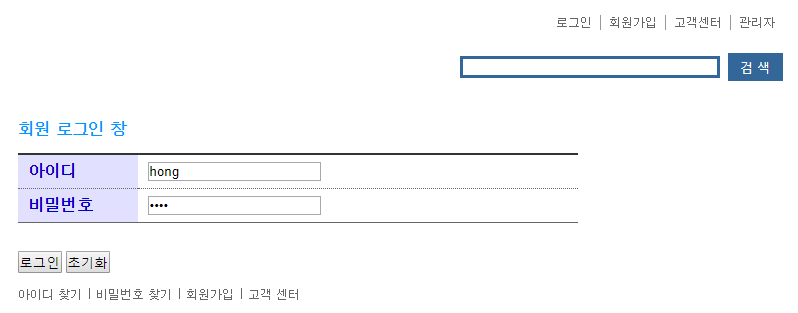 로그인 | 회원가입 | 고객센터 | 관리자
검 색
회원 로그인 창
아이디 hong
비밀번호 ••••
로그인 초기화
아이디 찾기 | 비밀번호 찾기 | 회원가입 | 고객 센터